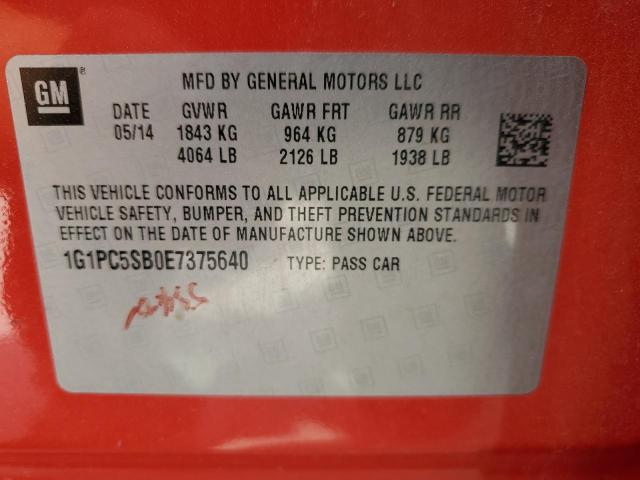 GM ® MFD BY GENERAL MOTORS LLC
DATE GVWR GAWR FRT GAWR RR
05/14 1843 KG 964 KG 879 KG
4064 LB 2126 LB 1938 LB
THIS VEHICLE CONFORMS TO ALL APPLICABLE U.S. FEDERAL MOTOR
VEHICLE SAFETY, BUMPER, AND THEFT PREVENTION STANDARDS IN
EFFECT ON THE DATE OF MANUFACTURE SHOWN ABOVE.
1G1PC5SB0E7375640 TYPE: PASS CAR